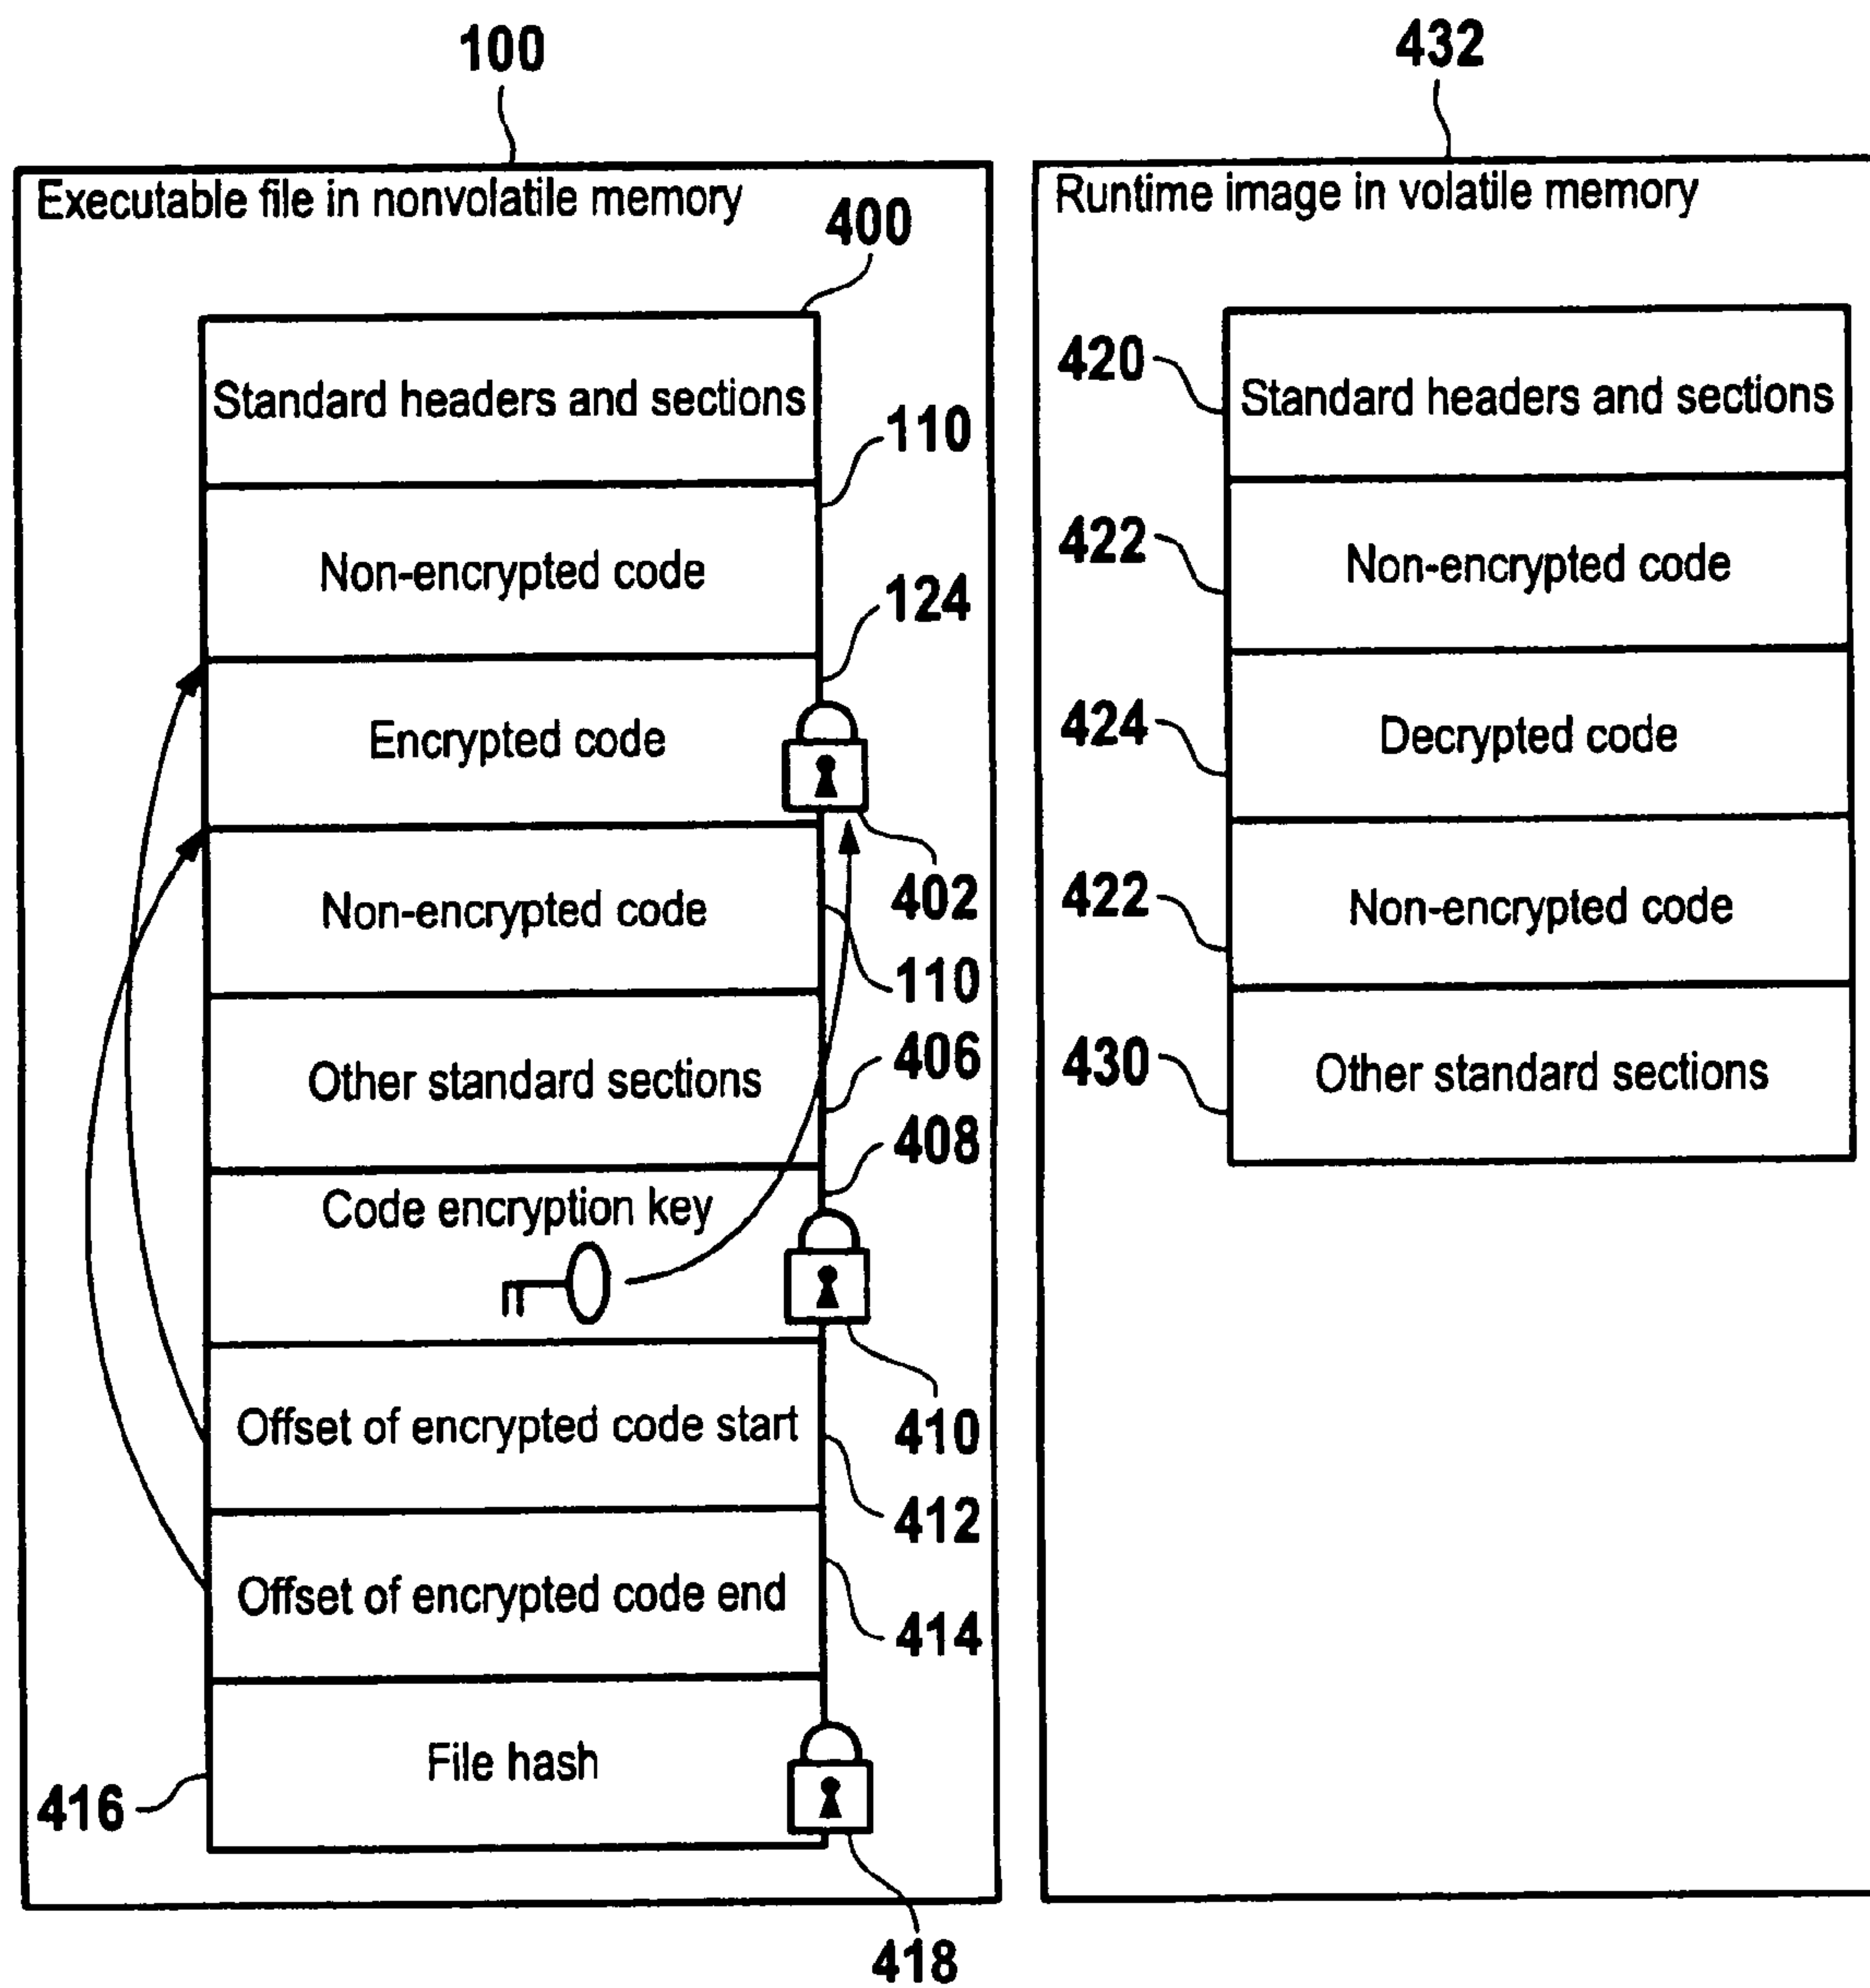 100
432
Executable file in nonvolatile memory
Runtime image in volatile memory
400
Standard headers and sections
110
Non-encrypted code
124
Encrypted code
402
Non-encrypted code
110
Other standard sections
406
408
Code encryption key
410
Offset of encrypted code start
412
Offset of encrypted code end
414
File hash
416
418
420
Standard headers and sections
422
Non-encrypted code
424
Decrypted code
422
Non-encrypted code
430
Other standard sections